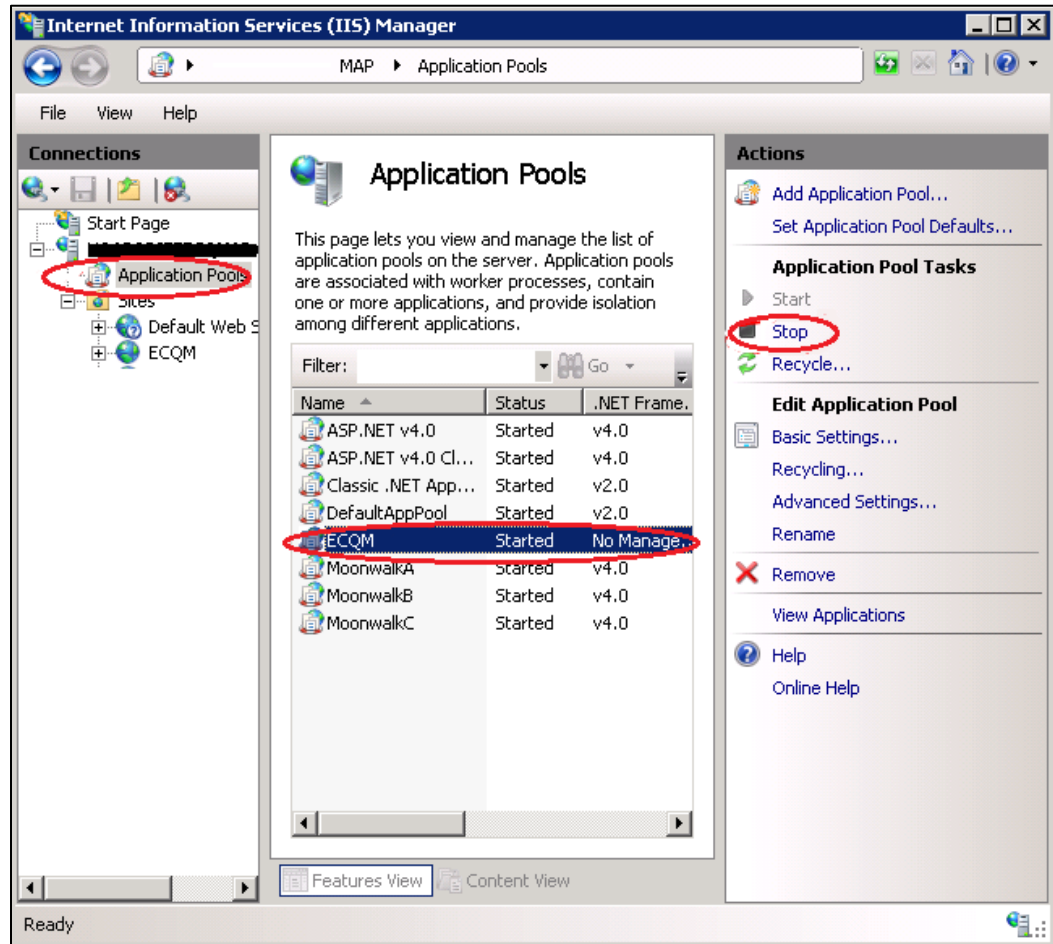 Internet Information Services (IIS) Manager
MAP Application Pools
File View Help
Connections
Start Page
Application Pools
Sites
Default Web S
ECQM
Application Pools
This page lets you view and manage the list of
application pools on the server. Application pools
are associated with worker processes, contain
one or more applications, and provide isolation
among different applications.
Filter: Go
Name Status .NET Frame.
ASP.NET v4.0 Started v4.0
ASP.NET v4.0 Cl... Started v4.0
Classic .NET App... Started v2.0
DefaultAppPool Started v2.0
ECQM Started No Manage.
MoonwalkA Started v4.0
MoonwalkB Started v4.0
MoonwalkC Started v4.0
Features View Content View
Actions
Add Application Pool...
Set Application Pool Defaults...
Application Pool Tasks
Start
Stop
Recycle...
Edit Application Pool
Basic Settings...
Recycling...
Advanced Settings...
Rename
Remove
View Applications
Help
Online Help
Ready